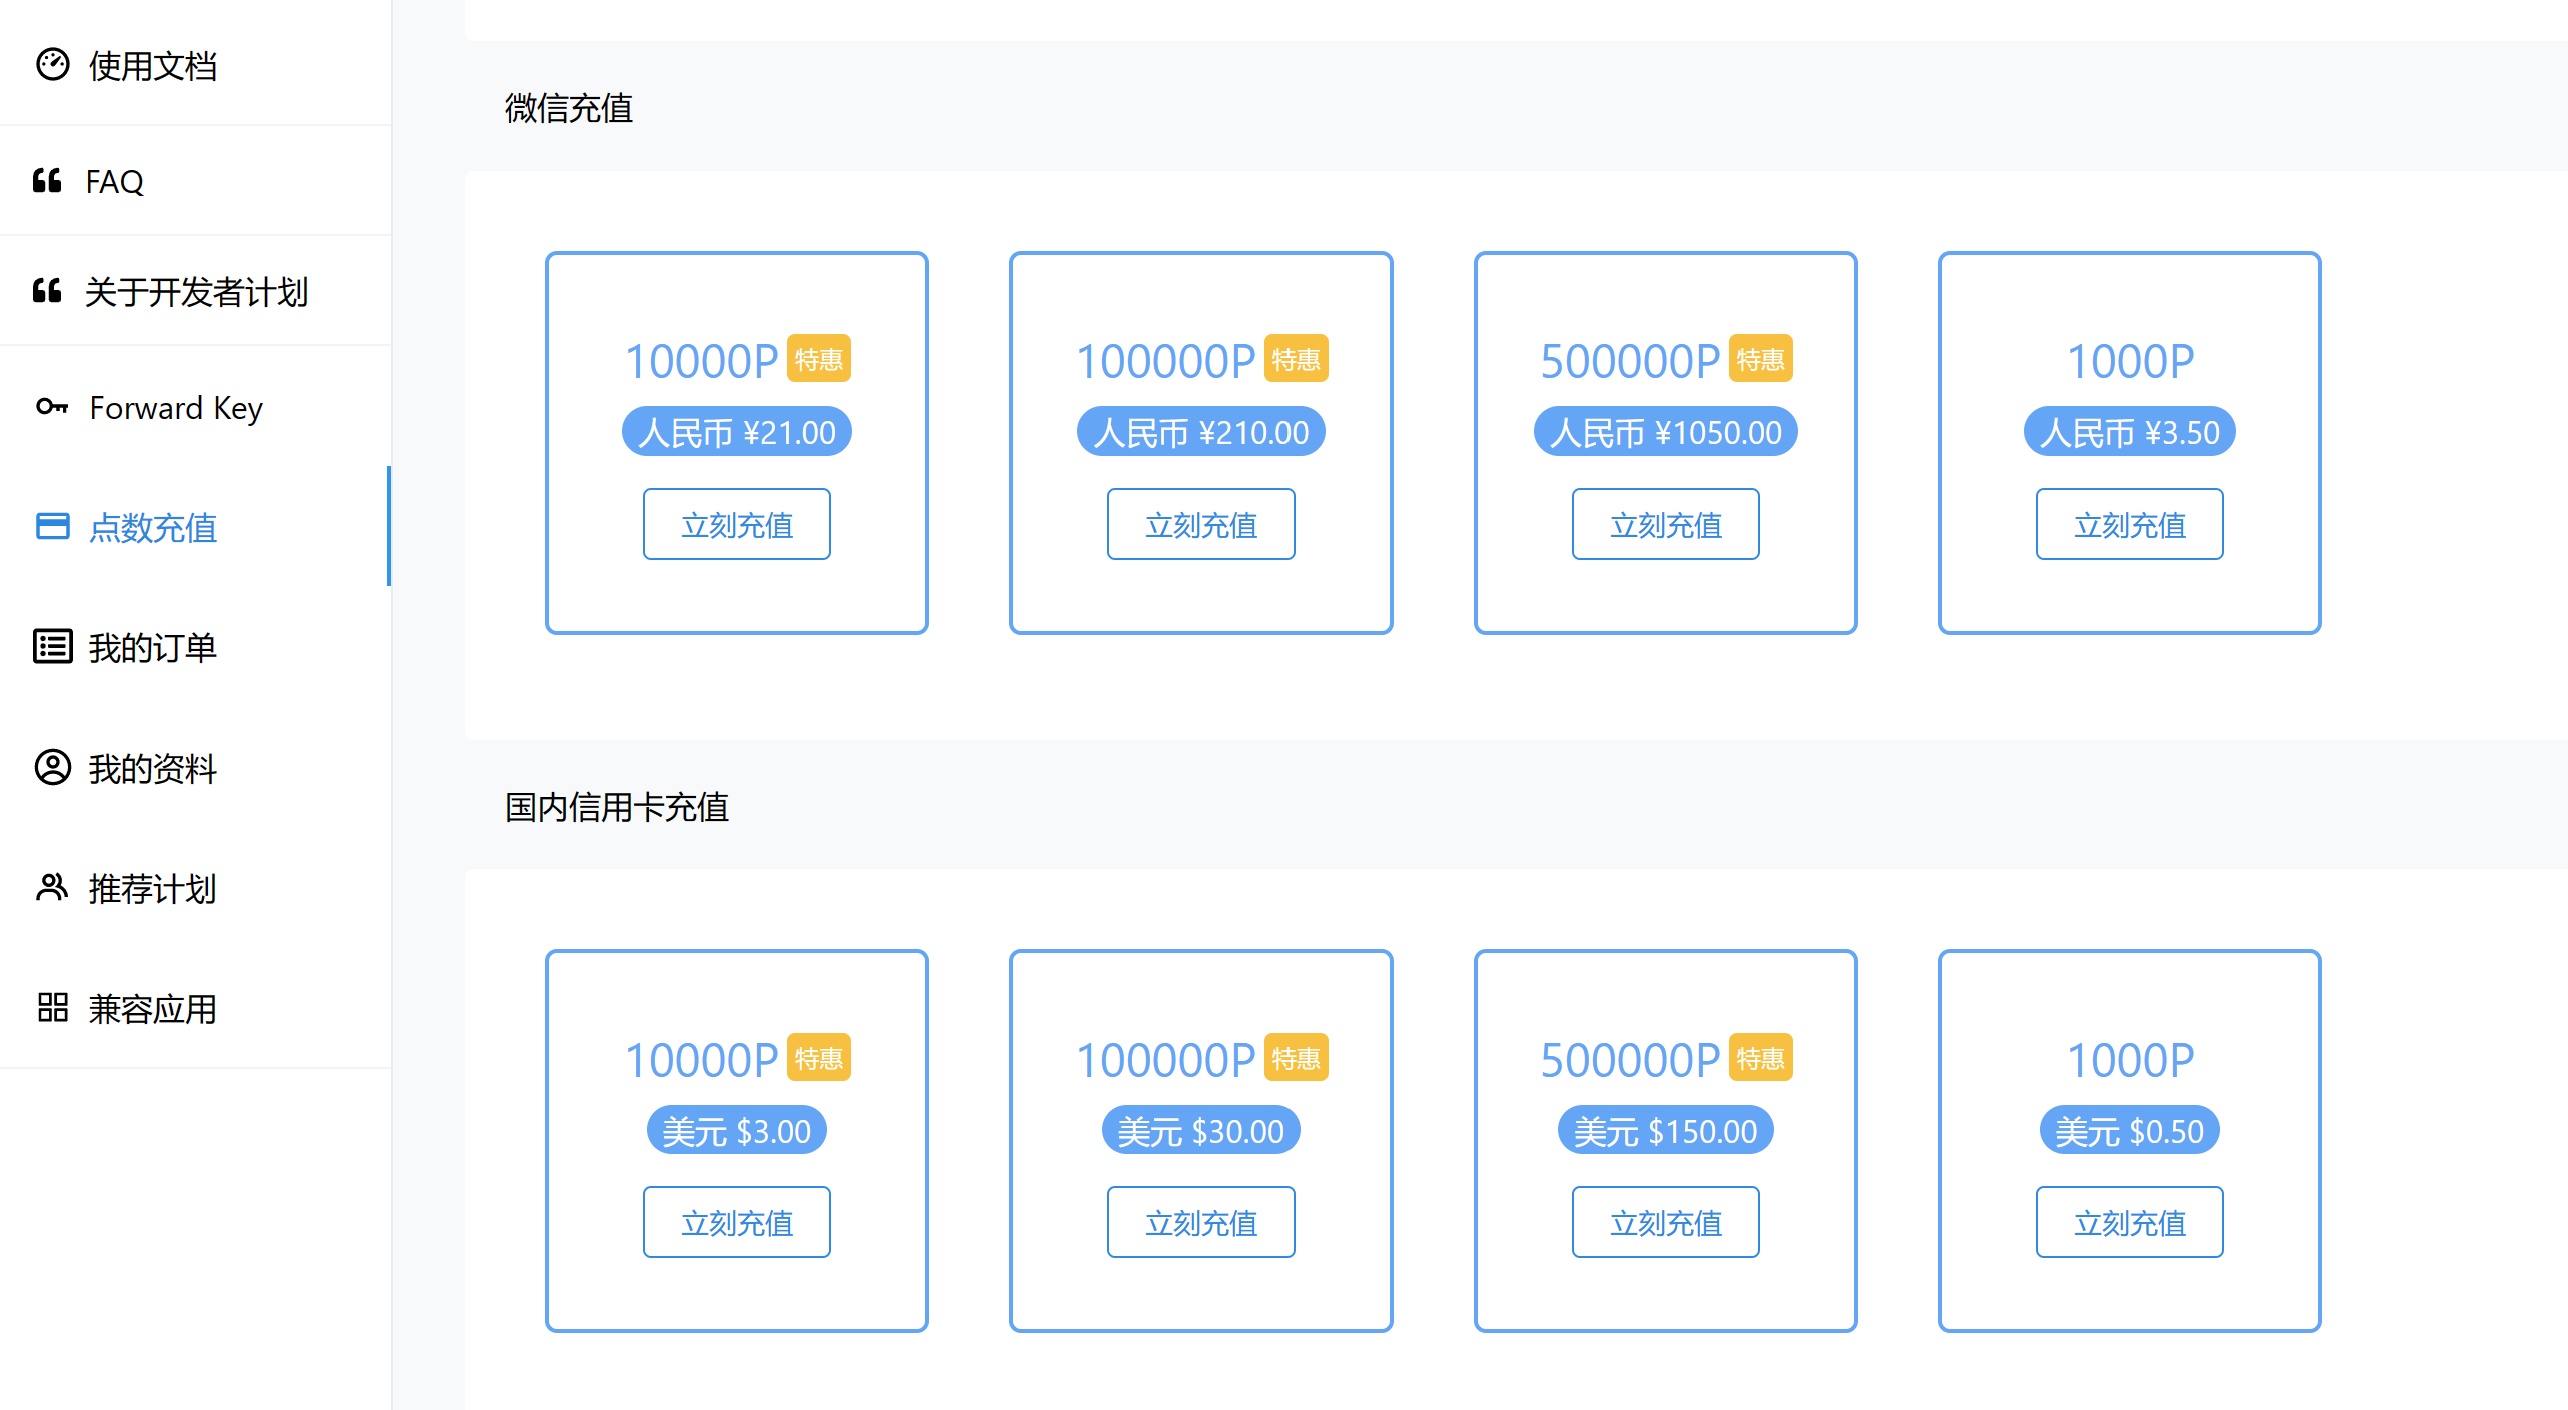 使用文档
FAQ
关于开发者计划
Forward Key
点数充值
我的订单
我的资料
推荐计划
兼容应用
微信充值
10000P 特惠
人民币 ¥21.00
立刻充值
100000P 特惠
人民币 ¥210.00
立刻充值
500000P 特惠
人民币 ¥1050.00
立刻充值
1000P
人民币 ¥3.50
立刻充值
国内信用卡充值
10000P 特惠
美元 $3.00
立刻充值
100000P 特惠
美元 $30.00
立刻充值
500000P 特惠
美元 $150.00
立刻充值
1000P
美元 $0.50
立刻充值